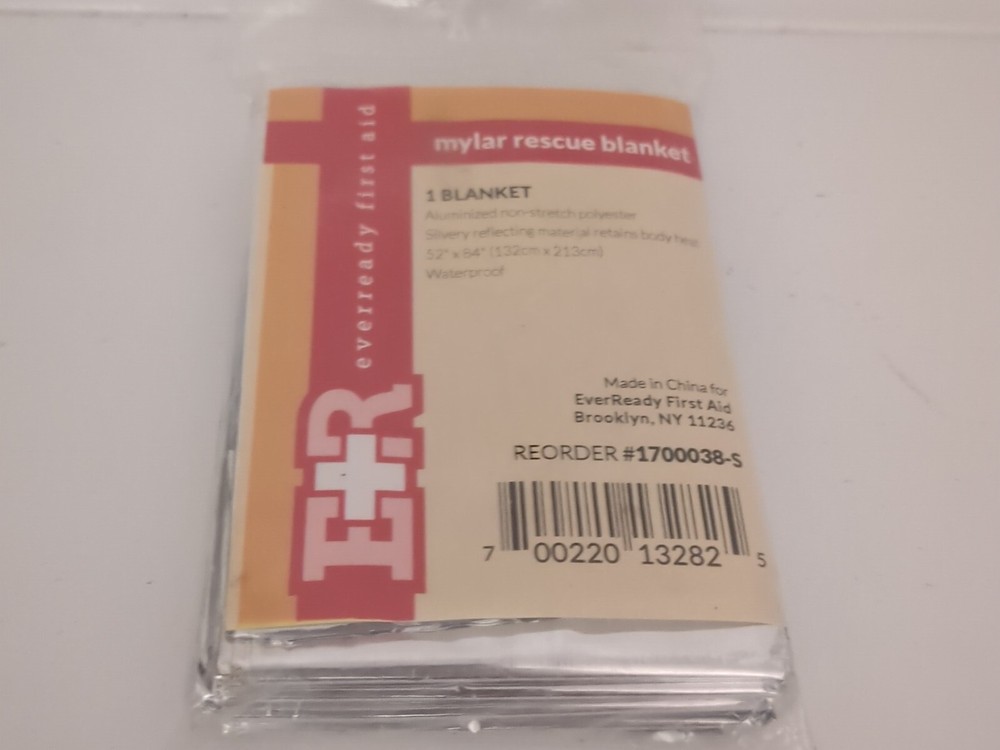 mylar rescue blanket
everready first aid
E+R
1 BLANKET
Aluminized non-stretch polyester
Silvery reflecting material retains body heat
52" x 84" (132cm x 213cm)
Waterproof
Made in China for
EverReady First Aid
Brooklyn, NY 11236
REORDER #1700038-S
7 00220 13282 5